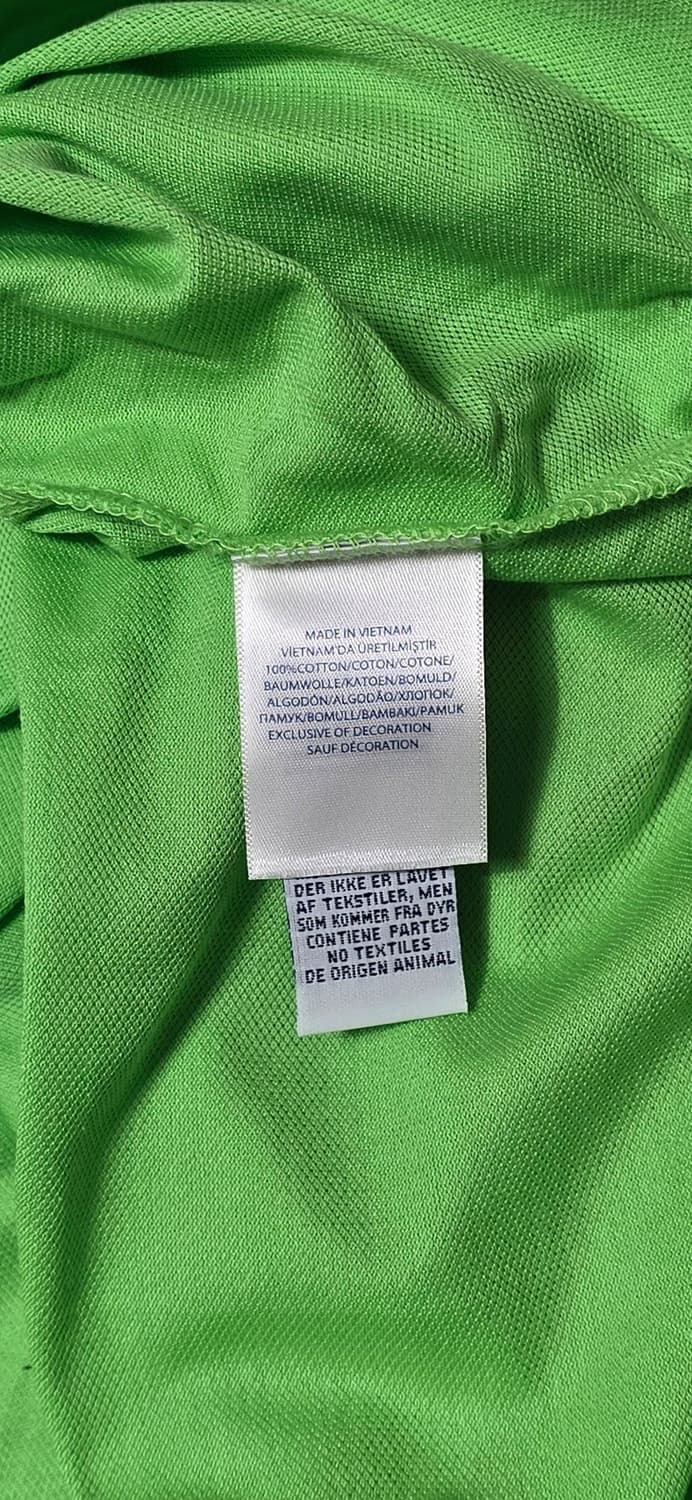 MADE IN VIETNAM
VİETNAM'DA ÜRETİLMİŞTİR
100%COTTON/COTON/COTONE/
BAUMWOLLE/KATOEN/BOMULD/
ALGODÓN/ALGODÃO/ХЛОПОК/
ПАМУК/BOMULL/BAMBAKI/PAMUK
EXCLUSIVE OF DECORATION
SAUF DÉCORATION
DER IKKE ER LAVET
AF TEKSTILER, MEN
SOM KOMMER FRA DYR
CONTIENE PARTES
NO TEXTILES
DE ORIGEN ANIMAL